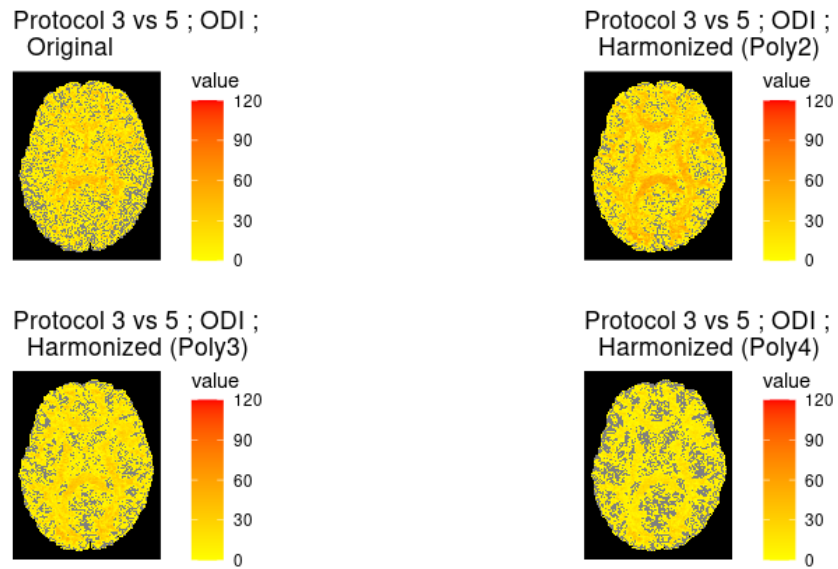 Protocol 3 vs 5 ; ODI ;
Original
value
120
90
60
30
0
Protocol 3 vs 5 ; ODI ;
Harmonized (Poly2)
value
120
90
60
30
0
Protocol 3 vs 5 ; ODI ;
Harmonized (Poly3)
value
120
90
60
30
0
Protocol 3 vs 5 ; ODI ;
Harmonized (Poly4)
value
120
90
60
30
0